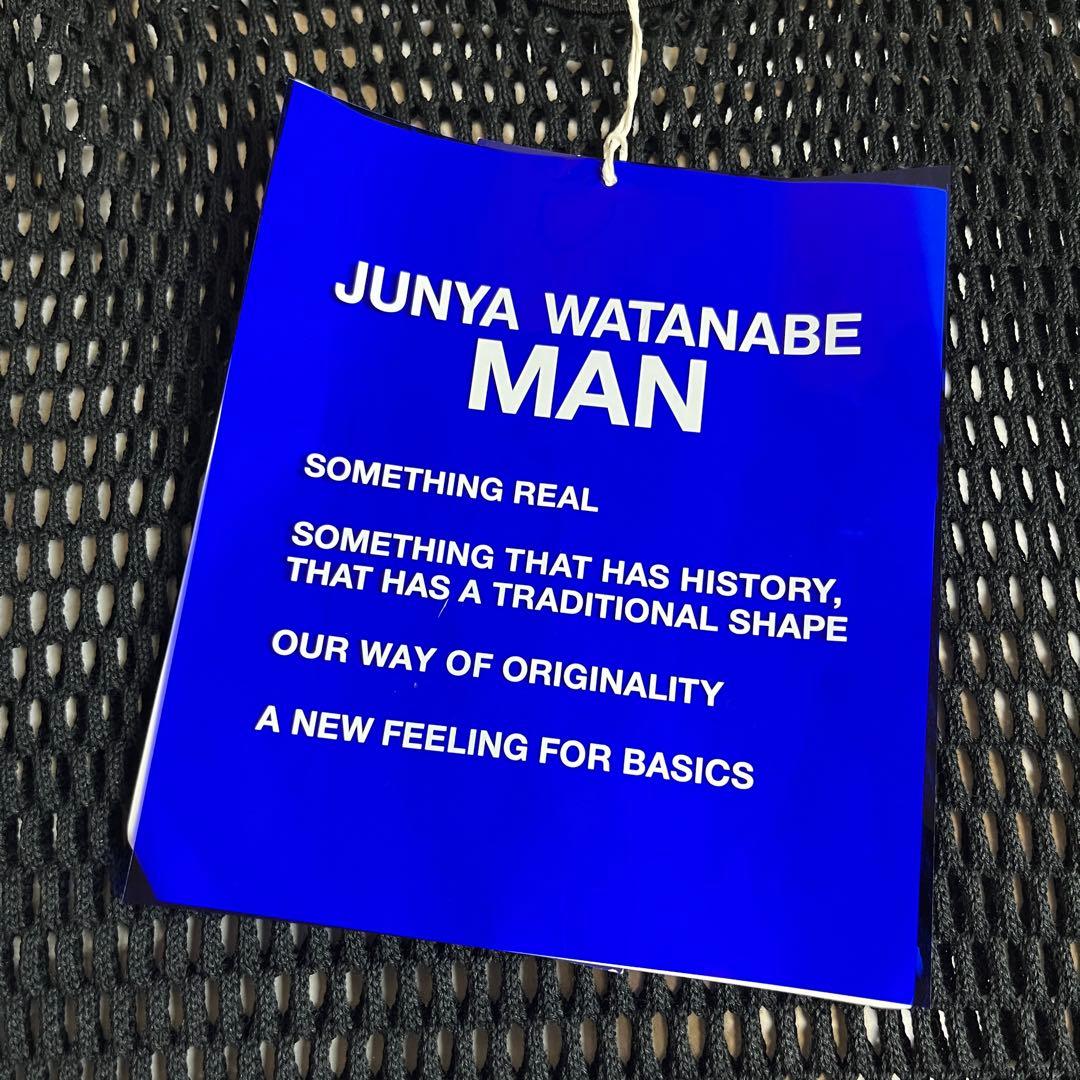 JUNYA WATANABE
MAN
SOMETHING REAL
SOMETHING THAT HAS HISTORY,
THAT HAS A TRADITIONAL SHAPE
OUR WAY OF ORIGINALITY
A NEW FEELING FOR BASICS